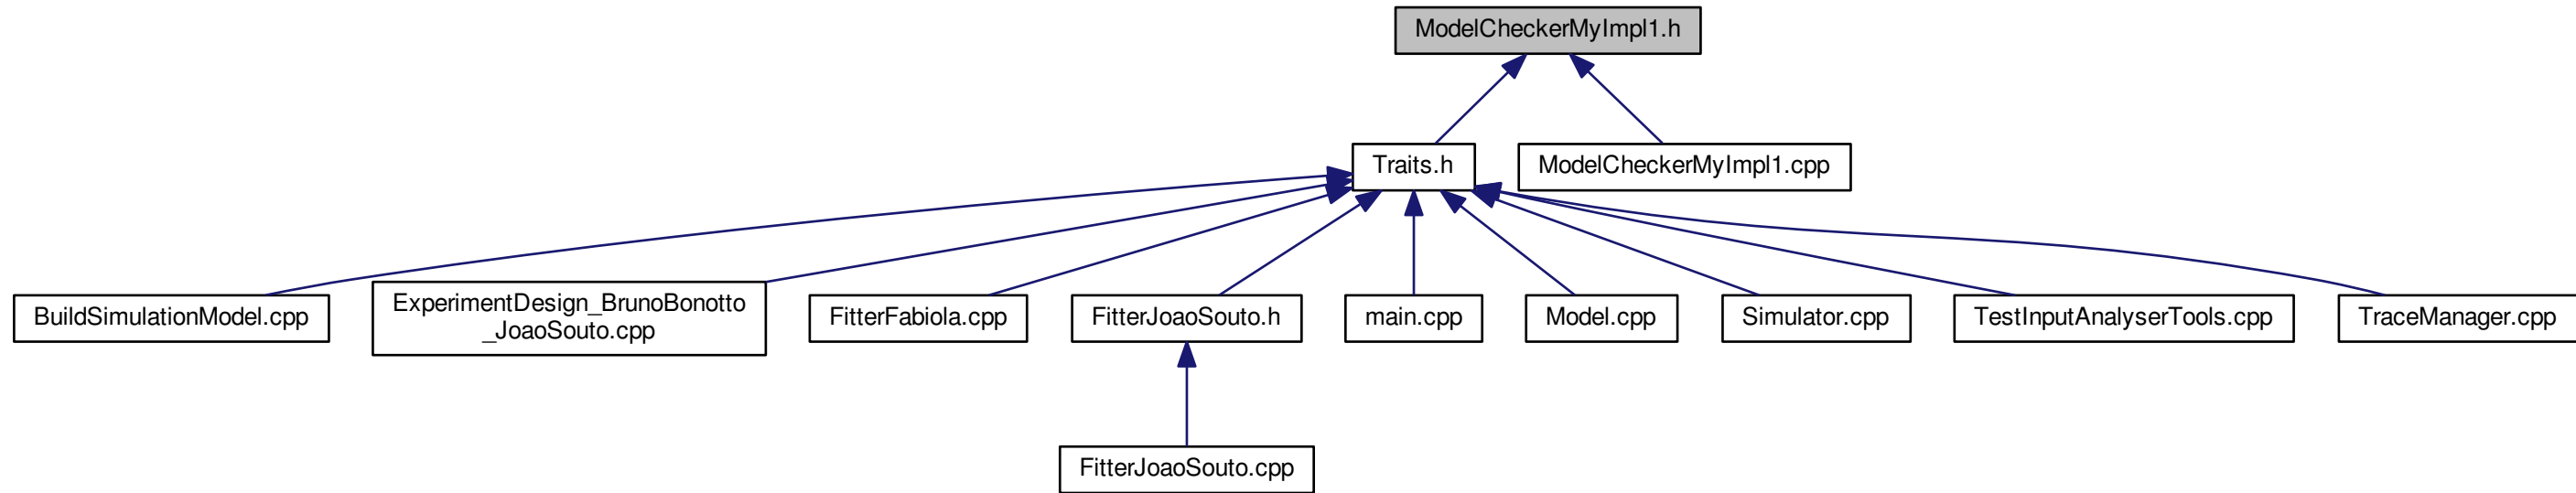 ModelCheckerMyImpl1.h
Traits.h
ModelCheckerMyImpl1.cpp
BuildSimulationModel.cpp
ExperimentDesign_BrunoBonotto
_JoaoSouto.cpp
FitterFabiola.cpp
FitterJoaoSouto.h
main.cpp
Model.cpp
Simulator.cpp
TestInputAnalyserTools.cpp
TraceManager.cpp
FitterJoaoSouto.cpp